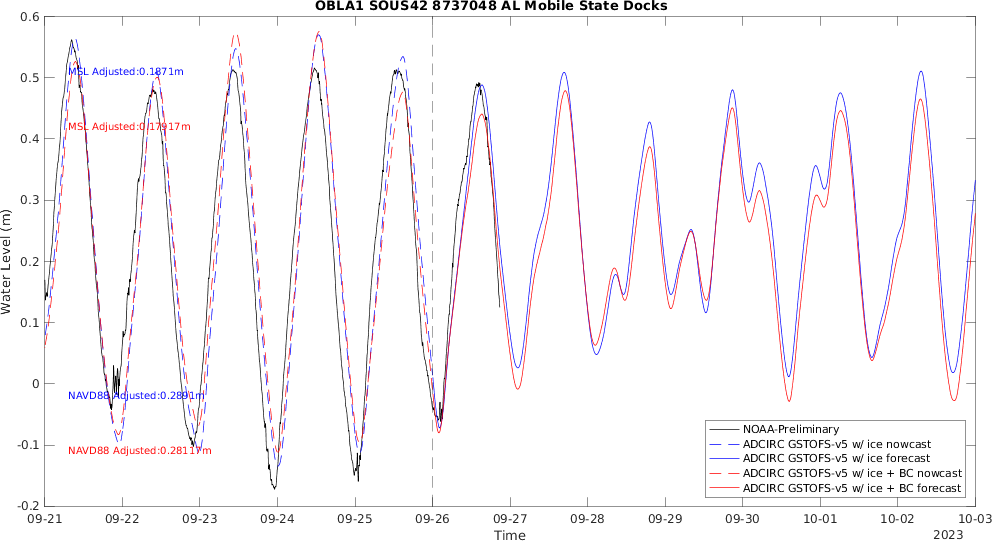 OBLA1 SOUS42 8737048 AL Mobile State Docks
Water Level (m)
0.6
0.5
0.4
0.3
0.2
0.1
0
-0.1
-0.2
MSL Adjusted:0.1871m
MSL Adjusted:0.17917m
NAVD88 Adjusted:0.2891m
NAVD88 Adjusted:0.28117m
NOAA-Preliminary
ADCIRC GSTOFS-v5 w/ ice nowcast
ADCIRC GSTOFS-v5 w/ ice forecast
ADCIRC GSTOFS-v5 w/ ice + BC nowcast
ADCIRC GSTOFS-v5 w/ ice + BC forecast
09-21 09-22 09-23 09-24 09-25 09-26 09-27 09-28 09-29 09-30 10-01 10-02 10-03
Time
2023